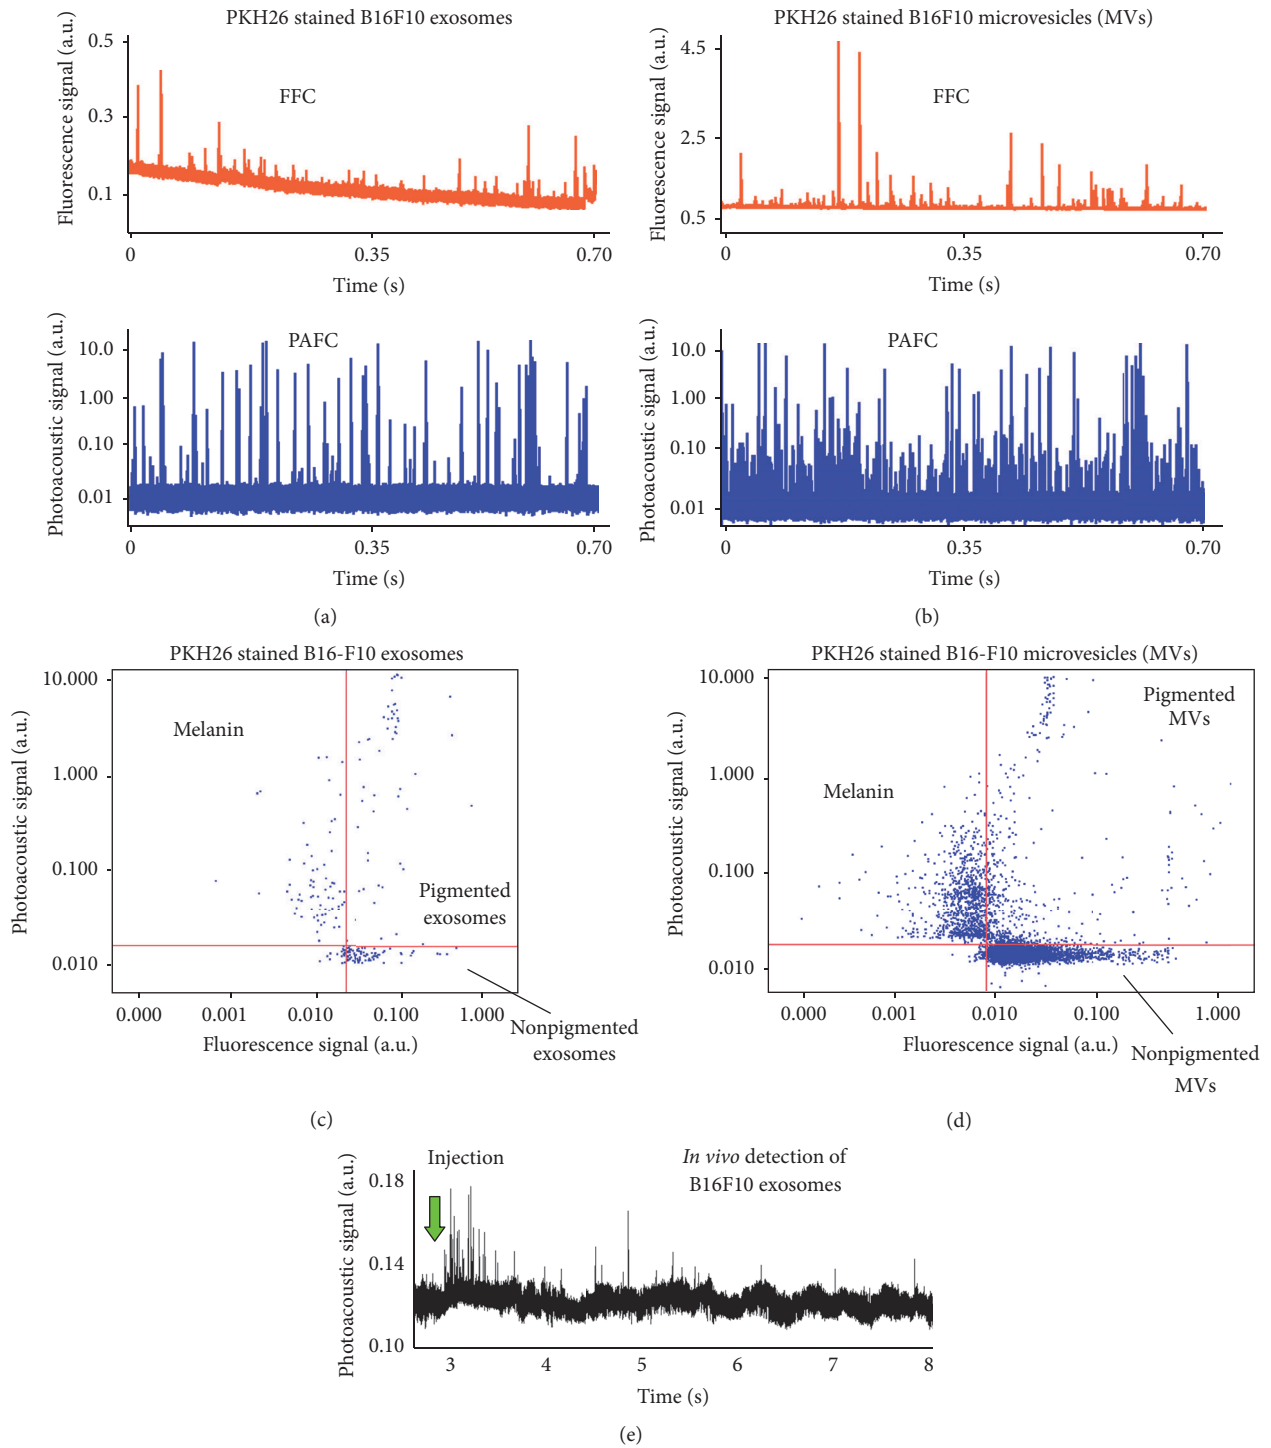 PKH26 stained B16F10 exosomes
Fluorescence signal (a.u.)
0.5
0.3
0.1
FFC
0
0.35
0.70
Time (s)
PKH26 stained B16F10 microvesicles (MVs)
Fluorescence signal (a.u.)
4.5
2.5
0.5
FFC
0
0.35
0.70
Time (s)
Photoacoustic signal (a.u.)
10.0
1.00
0.10
0.01
PAFC
0
0.35
0.70
Time (s)
(a)
Photoacoustic signal (a.u.)
10.0
1.00
0.10
0.01
PAFC
0
0.35
0.70
Time (s)
(b)
PKH26 stained B16-F10 exosomes
Photoacoustic signal (a.u.)
10.000
1.000
0.100
0.010
Melanin
Pigmented
exosomes
0.000
0.001
0.010
0.100
1.000
Nonpigmented
exosomes
Fluorescence signal (a.u.)
(c)
PKH26 stained B16-F10 microvesicles (MVs)
Photoacoustic signal (a.u.)
10.000
1.000
0.100
0.010
Pigmented
MVs
Melanin
0.000
0.001
0.010
0.100
1.000
Fluorescence signal (a.u.)
Nonpigmented
MVs
(d)
Photoacoustic signal (a.u.)
0.18
0.14
0.10
Injection
In vivo detection of
B16F10 exosomes
3
4
5
6
7
8
Time (s)
(e)